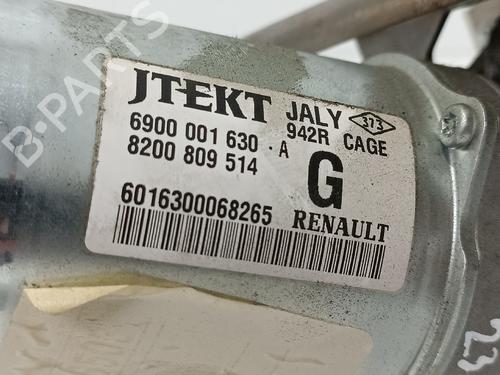 JTEKT JALY 373
942R CAGE
6900 001 630 · A
8200 809 514
G
6016300068265 RENAULT
B-PARTS